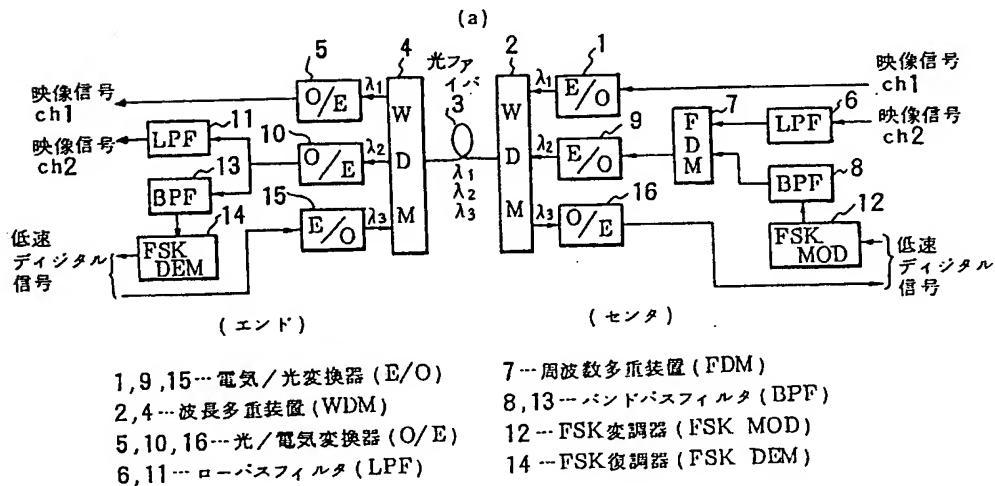 (a)
5
4
光ファイバ
3
2
1
映像信号
ch1
O/E
λ1
WDM
λ1
λ2
λ3
WDM
λ1
E/O
映像信号
ch1
11
映像信号
ch2
LPF
10
O/E
λ2
λ2
9
E/O
7
FDM
6
LPF
映像信号
ch2
13
BPF
8
BPF
14
FSK
DEM
15
E/O
λ3
λ3
16
O/E
12
FSK
MOD
低速
ディジタル
信号
低速
ディジタル
信号
(エンド)
(センタ)
1,9,15…電気/光変換器(E/O)
2,4…波長多重装置(WDM)
5,10,16…光/電気変換器(O/E)
6,11…ローパスフィルタ(LPF)
7…周波数多重装置(FDM)
8,13…バンドパスフィルタ(BPF)
12…FSK変調器(FSK MOD)
14…FSK復調器(FSK DEM)